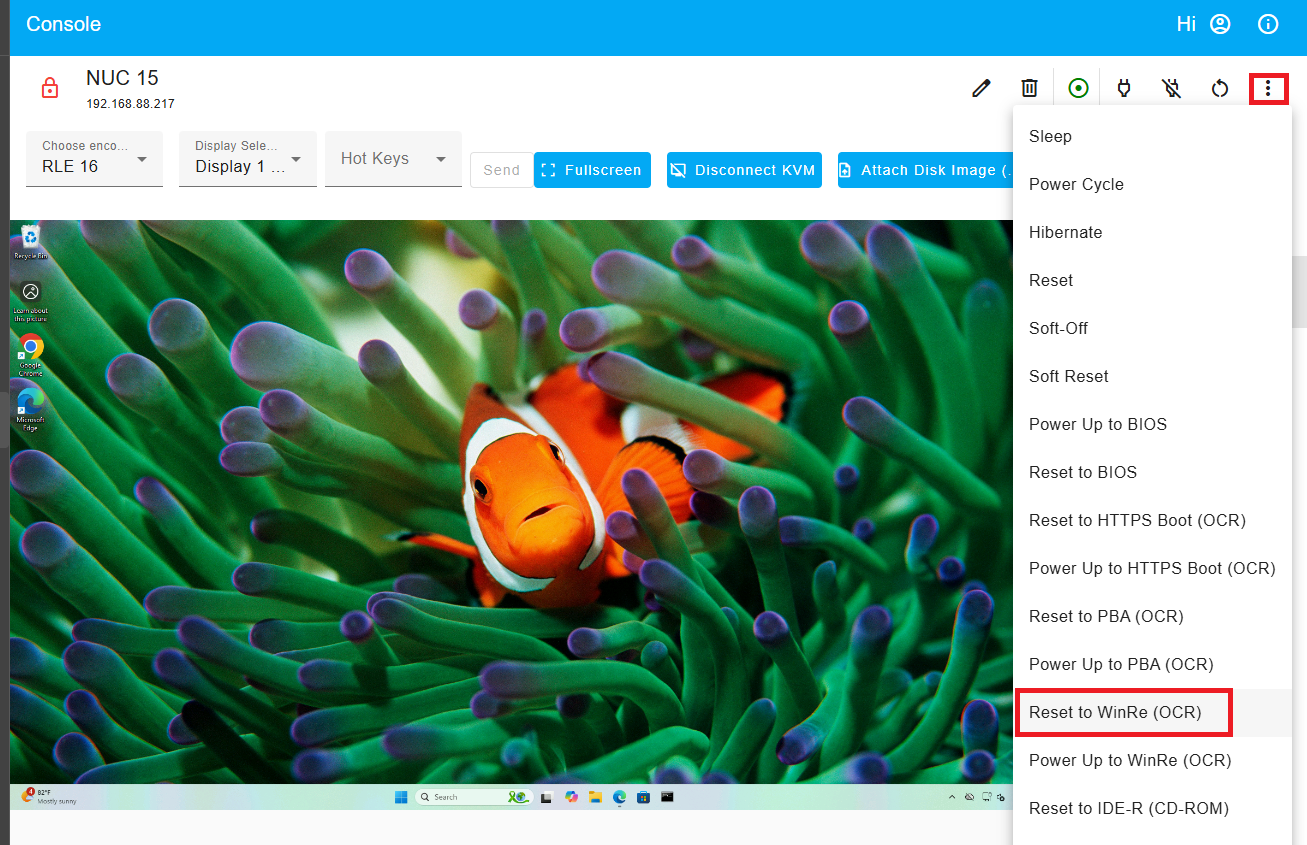 Console
Hi
NUC 15
192.168.88.217
Choose enco...
RLE 16
Display Sele...
Display 1 ...
Hot Keys
Send
Fullscreen
Disconnect KVM
Attach Disk Image (.
Sleep
Power Cycle
Hibernate
Reset
Soft-Off
Soft Reset
Power Up to BIOS
Reset to BIOS
Reset to HTTPS Boot (OCR)
Power Up to HTTPS Boot (OCR)
Reset to PBA (OCR)
Power Up to PBA (OCR)
Reset to WinRe (OCR)
Power Up to WinRe (OCR)
Reset to IDE-R (CD-ROM)
Recycle Bin
Learn about
this picture
Google
Chrome
Microsoft
Edge
4
82°F
Mostly sunny
Search